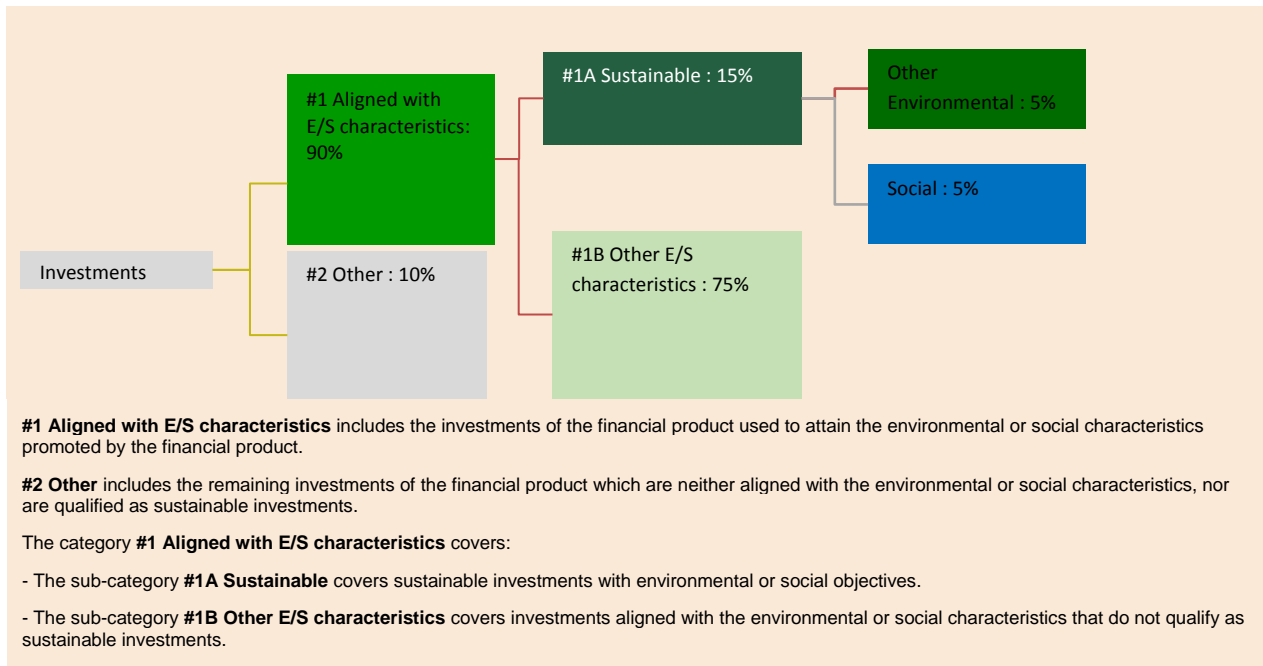 #1A Sustainable : 15%
Other
Environmental : 5%
#1 Aligned with
E/S characteristics:
90%
Social : 5%
Investments
#2 Other : 10%
#1B Other E/S
characteristics : 75%
#1 Aligned with E/S characteristics includes the investments of the financial product used to attain the environmental or social characteristics
promoted by the financial product.
#2 Other includes the remaining investments of the financial product which are neither aligned with the environmental or social characteristics, nor
are qualified as sustainable investments.
The category #1 Aligned with E/S characteristics covers:
- The sub-category #1A Sustainable covers sustainable investments with environmental or social objectives.
- The sub-category #1B Other E/S characteristics covers investments aligned with the environmental or social characteristics that do not qualify as
sustainable investments.